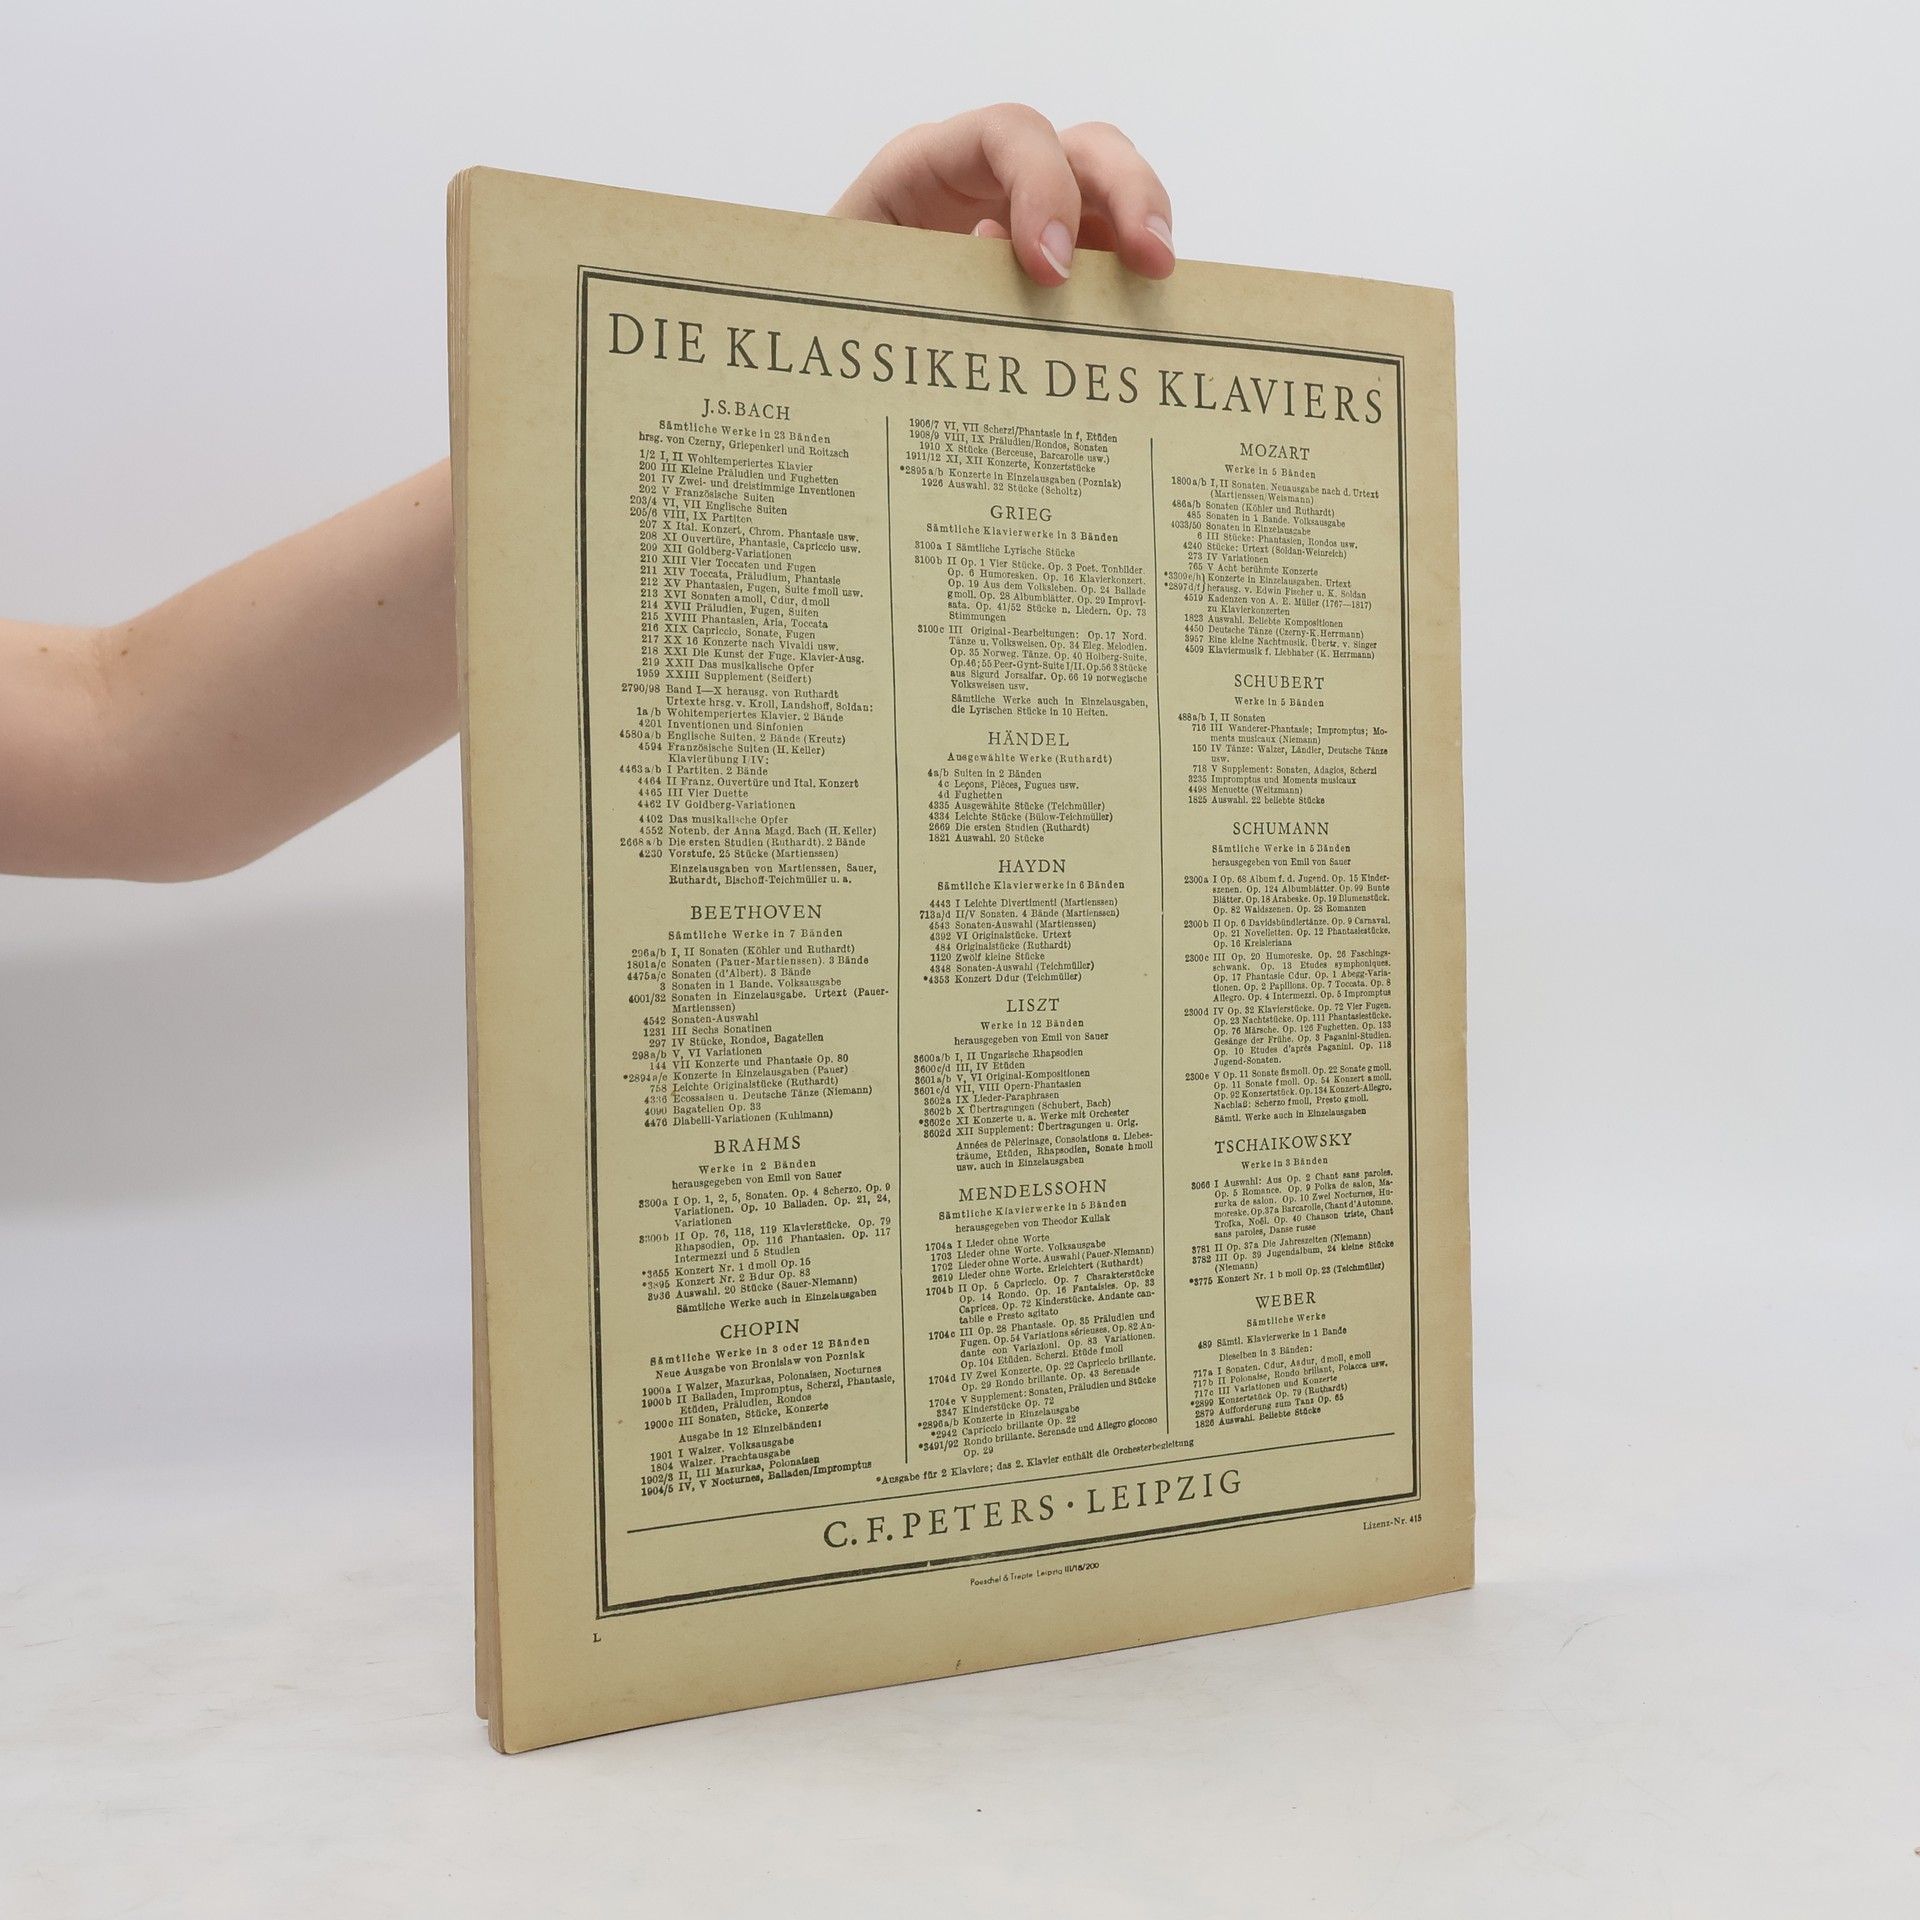 DIE KLASSIKER DES KLAVIERS
J.S. BACH
Sämtliche Werke in 23 Bänden
hrsg. von Czerny, Griepenkerl und Roitzsch
1/2 I, II Wohltemperiertes Klavier
200 III Kleine Präludien und Fughetten
201 IV Zwei- und dreistimmige Inventionen
202 V Französische Suiten
203/4 VI, VII Englische Suiten
205/6 VIII, IX Partiten
207 X Ital. Konzert, Chrom. Phantasie usw.
208 XI Ouvertüre, Phantasie, Capriccio usw.
209 XII Goldberg-Variationen
210 XIII Vier Toccaten und Fugen
211 XIV Toccata, Präludium, Phantasie
212 XV Phantasien, Fugen, Suite f moll usw.
213 XVI Sonaten a moll, C dur, d moll
214 XVII Präludien, Fugen, Suiten
215 XVIII Phantasien, Aria, Toccata
216 XIX Capriccio, Sonate, Fugen
217 XX 16 Konzerte nach Vivaldi usw.
218 XXI Die Kunst der Fuge. Klavier-Ausg.
219 XXII Das musikalische Opfer
1959 XXIII Supplement (Seiffert)
2790/98 Band I—X herausg. von Ruthardt
Urtexte hrsg. v. Kroll, Landshoff, Soldan:
1a/b Wohltemperiertes Klavier. 2 Bände
4201 Inventionen und Sinfonien
4580a/b Englische Suiten. 2 Bände (Kreutz)
4594 Französische Suiten (H. Keller)
Klavierübung I/IV:
4463a/b I Partiten. 2 Bände
4464 II Franz. Ouvertüre und Ital. Konzert
4465 III Vier Duette
4462 IV Goldberg-Variationen
4402 Das musikalische Opfer
4552 Notenb. der Anna Magd. Bach (H. Keller)
2668a/b Die ersten Studien (Ruthardt). 2 Bände
4230 Vorstufe. 25 Stücke (Martienssen)
Einzelausgaben von Martienssen, Sauer,
Ruthardt, Bischoff-Teichmüller u. a.
BEETHOVEN
Sämtliche Werke in 7 Bänden
296a/b I, II Sonaten (Köhler und Ruthardt)
1801a/c Sonaten (Pauer-Martienssen). 3 Bände
4475a/c Sonaten (d'Albert). 3 Bände
3 Sonaten in 1 Bande. Volksausgabe
4001/32 Sonaten in Einzelausgabe. Urtext (Pauer-
Martienssen)
4542 Sonaten-Auswahl
1231 III Sechs Sonatinen
297 IV Stücke, Rondos, Bagatellen
298a/b V, VI Variationen
144 VII Konzerte und Phantasie Op. 80
*2894a/e Konzerte in Einzelausgaben (Pauer)
758 Leichte Originalstücke (Ruthardt)
4336 Ecossaisen u. Deutsche Tänze (Niemann)
4090 Bagatellen Op. 33
4476 Diabelli-Variationen (Kuhlmann)
BRAHMS
Werke in 2 Bänden
herausgegeben von Emil von Sauer
3300a I Op. 1, 2, 5, Sonaten. Op. 4 Scherzo. Op. 9
Variationen. Op. 10 Balladen. Op. 21, 24,
Variationen
3300b II Op. 76, 118, 119 Klavierstücke. Op. 79
Rhapsodien, Op. 116 Phantasien. Op. 117
Intermezzi und 5 Studien
*3655 Konzert Nr. 1 d moll Op. 15
*3895 Konzert Nr. 2 B dur Op. 83
3936 Auswahl. 20 Stücke (Sauer-Niemann)
Sämtliche Werke auch in Einzelausgaben
CHOPIN
Sämtliche Werke in 3 oder 12 Bänden
Neue Ausgabe von Bronislaw von Pozniak
1900a I Walzer, Mazurkas, Polonaisen, Nocturnes
1900b II Balladen, Impromptus, Scherzi, Phantasie,
Etüden, Präludien, Rondos
1900c III Sonaten, Stücke, Konzerte
Ausgabe in 12 Einzelbänden:
1901 I Walzer. Volksausgabe
1804 Walzer. Prachtausgabe
1902/3 II, III Mazurkas, Polonaisen
1904/5 IV, V Nocturnes, Balladen/Impromptus
1906/7 VI, VII Scherzi/Phantasie in f, Etüden
1908/9 VIII, IX Präludien/Rondos, Sonaten
1910 X Stücke (Berceuse, Barcarolle usw.)
1911/12 XI, XII Konzerte, Konzertstücke
*2895a/b Konzerte in Einzelausgaben (Pozniak)
1926 Auswahl. 32 Stücke (Scholtz)
GRIEG
Sämtliche Klavierwerke in 3 Bänden
3100a I Sämtliche Lyrische Stücke
3100b II Op. 1 Vier Stücke. Op. 3 Poet. Tonbilder.
Op. 6 Humoresken. Op. 16 Klavierkonzert.
Op. 19 Aus dem Volksleben. Op. 24 Ballade
g moll. Op. 28 Albumblätter. Op. 29 Improvi-
sata. Op. 41/52 Stücke n. Liedern. Op. 73
Stimmungen
3100c III Original-Bearbeitungen: Op. 17 Nord.
Tänze u. Volksweisen. Op. 34 Eleg. Melodien.
Op. 35 Norweg. Tänze. Op. 40 Holberg-Suite.
Op. 46; 55 Peer-Gynt-Suite I/II. Op. 56 3 Stücke
aus Sigurd Jorsalfar. Op. 66 19 norwegische
Volksweisen usw.
Sämtliche Werke auch in Einzelausgaben,
die Lyrischen Stücke in 10 Heften.
HÄNDEL
Ausgewählte Werke (Ruthardt)
4a/b Suiten in 2 Bänden
4c Leçons, Pièces, Fugues usw.
4d Fughetten
4335 Ausgewählte Stücke (Teichmüller)
4334 Leichte Stücke (Bülow-Teichmüller)
2669 Die ersten Studien (Ruthardt)
1821 Auswahl. 20 Stücke
HAYDN
Sämtliche Klavierwerke in 6 Bänden
4443 I Leichte Divertimenti (Martienssen)
713a/d II/V Sonaten. 4 Bände (Martienssen)
4543 Sonaten-Auswahl (Martienssen)
4392 VI Originalstücke. Urtext
484 Originalstücke (Ruthardt)
1120 Zwölf kleine Stücke
4348 Sonaten-Auswahl (Teichmüller)
*4353 Konzert D dur (Teichmüller)
LISZT
Werke in 12 Bänden
herausgegeben von Emil von Sauer
3600a/b I, II Ungarische Rhapsodien
3600c/d III, IV Etüden
3601a/b V, VI Original-Kompositionen
3601c/d VII, VIII Opern-Phantasien
3602a IX Lieder-Paraphrasen
3602b X Übertragungen (Schubert, Bach)
*3602c XI Konzerte u. a. Werke mit Orchester
3602d XII Supplement: Übertragungen u. Orig.
Années de Pèlerinage, Consolations u. Liebes-
träume, Etüden, Rhapsodien, Sonate h moll
usw. auch in Einzelausgaben
MENDELSSOHN
Sämtliche Klavierwerke in 5 Bänden
herausgegeben von Theodor Kullak
1704a I Lieder ohne Worte
1703 Lieder ohne Worte. Volksausgabe
1702 Lieder ohne Worte. Auswahl (Pauer-Niemann)
2619 Lieder ohne Worte. Erleichtert (Ruthardt)
1704b II Op. 5 Capriccio. Op. 7 Charakterstücke
Op. 14 Rondo. Op. 16 Fantaisies. Op. 33
Caprices. Op. 72 Kinderstücke. Andante can-
tabile e Presto agitato
1704c III Op. 28 Phantasie. Op. 35 Präludien und
Fugen. Op. 54 Variations sérieuses. Op. 82 An-
dante con Variazioni. Op. 83 Variationen.
Op. 104 Etüden. Scherzi. Etüde f moll
1704d IV Zwei Konzerte. Op. 22 Capriccio brillante.
Op. 29 Rondo brillante. Op. 43 Serenade
1704e V Supplement: Sonaten, Präludien und Stücke
3347 Kinderstücke Op. 72
*2896a/b Konzerte in Einzelausgabe
*2942 Capriccio brillante Op. 22
*3491/92 Rondo brillante. Serenade und Allegro giocoso
Op. 29
MOZART
Werke in 5 Bänden
1800a/b I, II Sonaten. Neuausgabe nach d. Urtext
(Martienssen/Weismann)
486a/b Sonaten (Köhler und Ruthardt)
485 Sonaten in 1 Bande. Volksausgabe
4033/50 Sonaten in Einzelausgabe
6 III Stücke: Phantasien, Rondos usw.
4240 Stücke: Urtext (Soldan-Weinreich)
273 IV Variationen
765 V Acht berühmte Konzerte
*3309e/h} Konzerte in Einzelausgaben. Urtext
*2897d/f} herausg. v. Edwin Fischer u. K. Soldan
4519 Kadenzen von A. E. Müller (1767—1817)
zu Klavierkonzerten
1823 Auswahl. Beliebte Kompositionen
4450 Deutsche Tänze (Czerny-K. Herrmann)
3957 Eine kleine Nachtmusik. Übertr. v. Singer
4509 Klaviermusik f. Liebhaber (K. Herrmann)
SCHUBERT
Werke in 5 Bänden
488a/b I, II Sonaten
716 III Wanderer-Phantasie; Impromptus; Mo-
ments musicaux (Niemann)
150 IV Tänze: Walzer, Ländler, Deutsche Tänze
usw.
718 V Supplement: Sonaten, Adagios, Scherzi
3235 Impromptus und Moments musicaux
4498 Menuette (Weitzmann)
1825 Auswahl. 22 beliebte Stücke
SCHUMANN
Sämtliche Werke in 5 Bänden
herausgegeben von Emil von Sauer
2300a I Op. 68 Album f. d. Jugend. Op. 15 Kinder-
szenen. Op. 124 Albumblätter. Op. 99 Bunte
Blätter. Op. 18 Arabeske. Op. 19 Blumenstück.
Op. 82 Waldszenen. Op. 28 Romanzen
2300b II Op. 6 Davidsbündlertänze. Op. 9 Carnaval.
Op. 21 Novelletten. Op. 12 Phantasiestücke.
Op. 16 Kreisleriana
2300c III Op. 20 Humoreske. Op. 26 Faschings-
schwank. Op. 13 Etudes symphoniques.
Op. 17 Phantasie C dur. Op. 1 Abegg-Varia-
tionen. Op. 2 Papillons. Op. 7 Toccata. Op. 8
Allegro. Op. 4 Intermezzi. Op. 5 Impromptus
2300d IV Op. 32 Klavierstücke. Op. 72 Vier Fugen.
Op. 23 Nachtstücke. Op. 111 Phantasiestücke.
Op. 76 Märsche. Op. 126 Fughetten. Op. 133
Gesänge der Frühe. Op. 3 Paganini-Studien.
Op. 10 Etudes d'après Paganini. Op. 118
Jugend-Sonaten.
2300e V Op. 11 Sonate fis moll. Op. 22 Sonate g moll.
Op. 11 Sonate f moll. Op. 54 Konzert a moll.
Op. 92 Konzertstück. Op. 134 Konzert-Allegro.
Nachlaß: Scherzo f moll, Presto g moll.
Sämtl. Werke auch in Einzelausgaben
TSCHAIKOWSKY
Werke in 3 Bänden
3066 I Auswahl: Aus Op. 2 Chant sans paroles.
Op. 5 Romance. Op. 9 Polka de salon, Ma-
zurka de salon. Op. 10 Zwei Nocturnes, Hu-
moreske. Op. 37a Barcarolle, Chant d'Automne,
Troïka, Noël. Op. 40 Chanson triste, Chant
sans paroles, Danse russe
3781 II Op. 37a Die Jahreszeiten (Niemann)
3782 III Op. 39 Jugendalbum, 24 kleine Stücke
(Niemann)
*3775 Konzert Nr. 1 b moll Op. 23 (Teichmüller)
WEBER
Sämtliche Werke
489 Sämtl. Klavierwerke in 1 Bande
Dieselben in 3 Bänden:
717a I Sonaten. C dur, As dur, d moll, e moll
717b II Polonaise, Rondo brillant, Polacca usw.
717c III Variationen und Konzerte
*2899 Konzertstück Op. 79 (Ruthardt)
2879 Aufforderung zum Tanz Op. 65
1826 Auswahl. Beliebte Stücke
*Ausgabe für 2 Klaviere; das 2. Klavier enthält die Orchesterbegleitung
C. F. PETERS · LEIPZIG
Lizenz-Nr. 415
Poeschel & Trepte Leipzig III/18/200
L